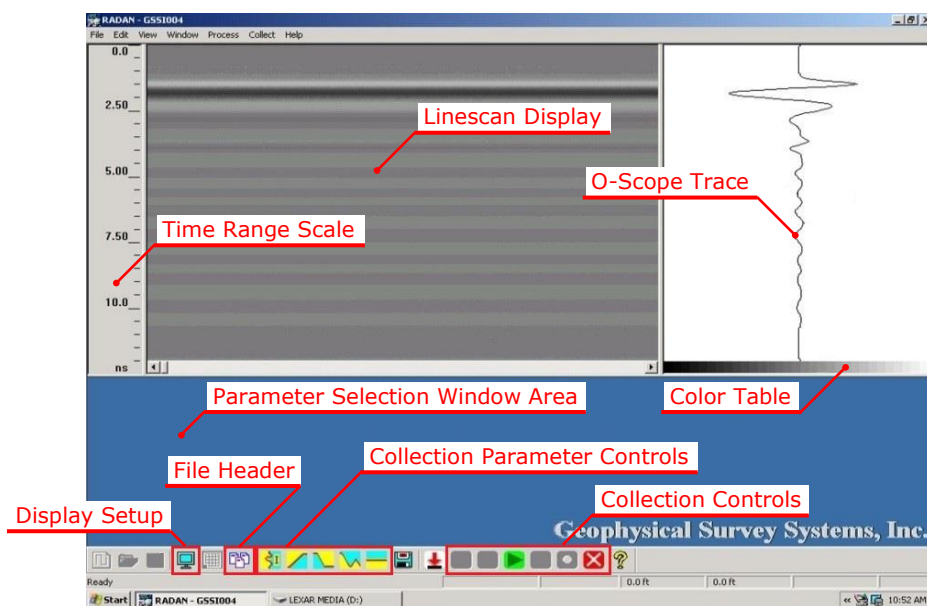 RADAN - GSSI004
File Edit View Window Process Collect Help
0.0
2.50
5.00
7.50
10.0
ns
Linescan Display
O-Scope Trace
Time Range Scale
Parameter Selection Window Area
Color Table
File Header
Collection Parameter Controls
Display Setup
Collection Controls
Geophysical Survey Systems, Inc.
Ready
0.0 ft
0.0 ft
Start
RADAN - GSSI004
LEXAR MEDIA (D:)
« 10:52 AM